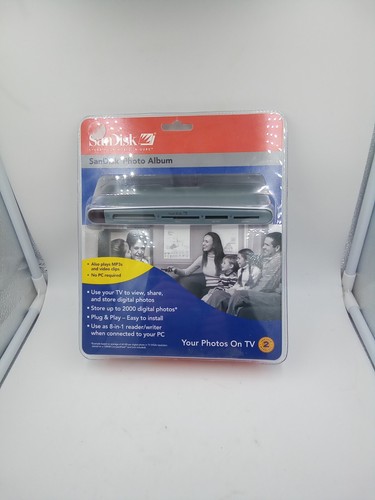 SanDisk
SanDisk Photo Album
• Also plays MP3s
and video clips
• No PC required
• Use your TV to view, share,
and store digital photos
• Store up to 2000 digital photos*
• Plug & Play – Easy to install
• Use as 8-in-1 reader/writer
when connected to your PC
Your Photos On TV
2